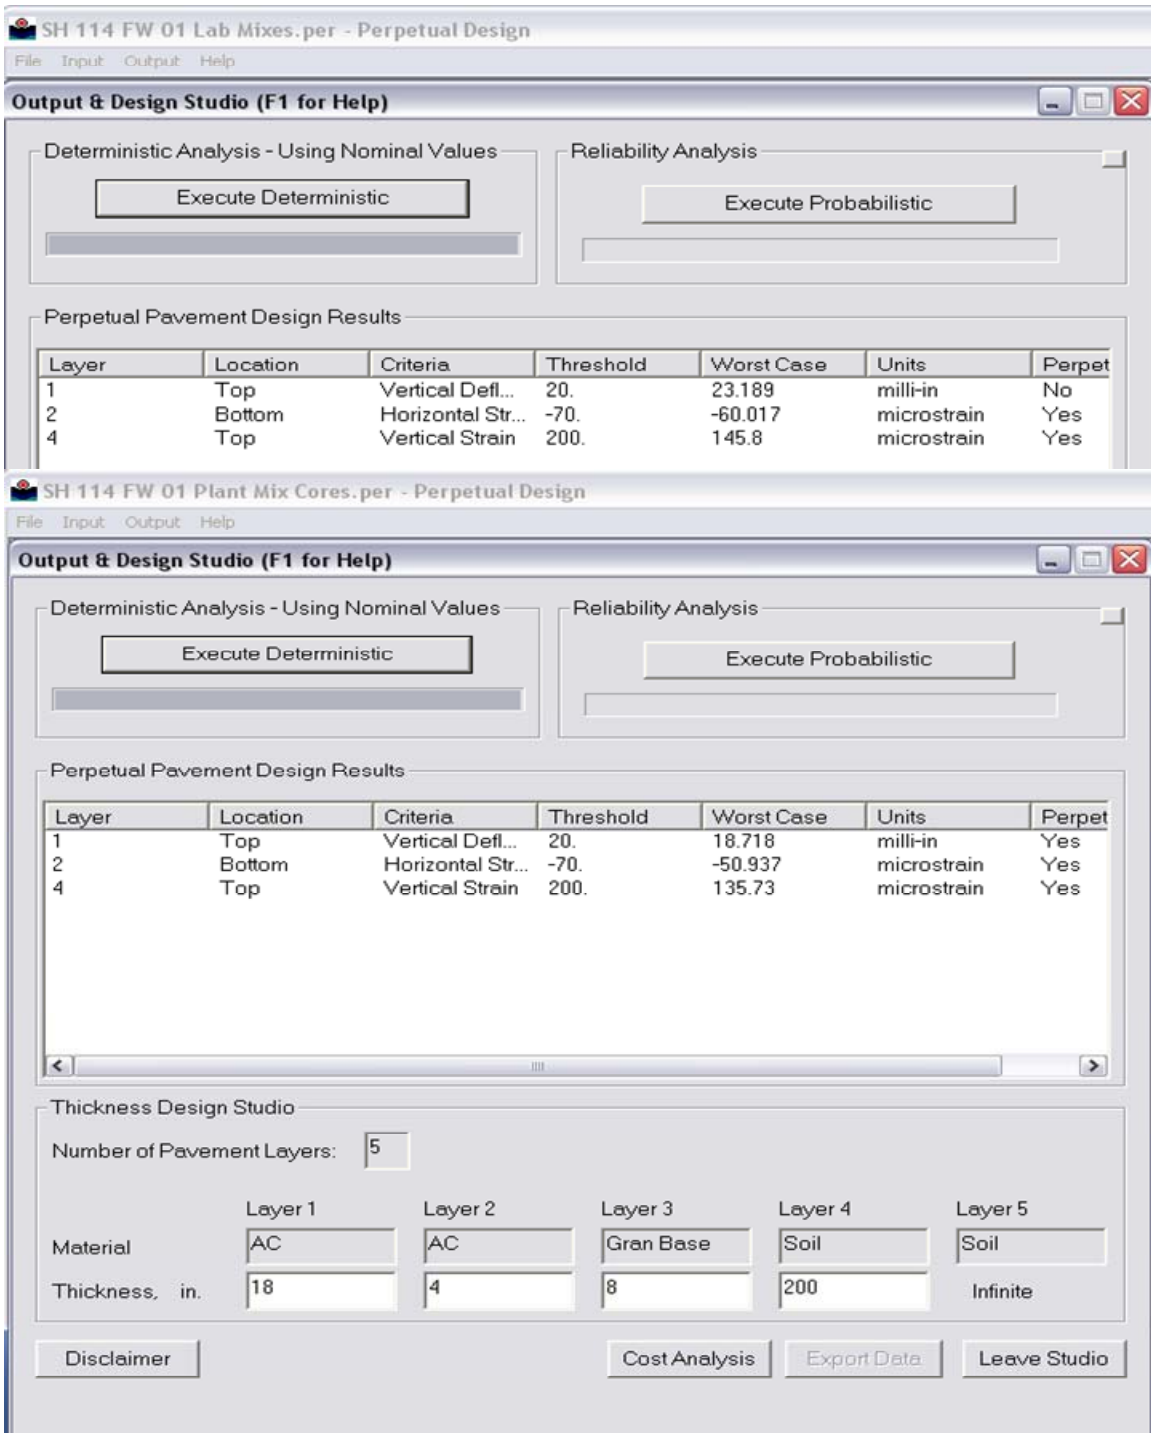 SH 114 FW 01 Lab Mixes.per - Perpetual Design
File Input Output Help
Output & Design Studio (F1 for Help)
Deterministic Analysis - Using Nominal Values Reliability Analysis
Execute Deterministic Execute Probabilistic
Perpetual Pavement Design Results
Layer Location Criteria Threshold Worst Case Units Perpet
1 Top Vertical Defl... 20. 23.189 milli-in No
2 Bottom Horizontal Str... -70. -60.017 microstrain Yes
4 Top Vertical Strain 200. 145.8 microstrain Yes
SH 114 FW 01 Plant Mix Cores.per - Perpetual Design
File Input Output Help
Output & Design Studio (F1 for Help)
Deterministic Analysis - Using Nominal Values Reliability Analysis
Execute Deterministic Execute Probabilistic
Perpetual Pavement Design Results
Layer Location Criteria Threshold Worst Case Units Perpet
1 Top Vertical Defl... 20. 18.718 milli-in Yes
2 Bottom Horizontal Str... -70. -50.937 microstrain Yes
4 Top Vertical Strain 200. 135.73 microstrain Yes
Thickness Design Studio
Number of Pavement Layers: 5
Layer 1 Layer 2 Layer 3 Layer 4 Layer 5
Material AC AC Gran Base Soil Soil
Thickness, in. 18 4 8 200 Infinite
Disclaimer Cost Analysis Export Data Leave Studio